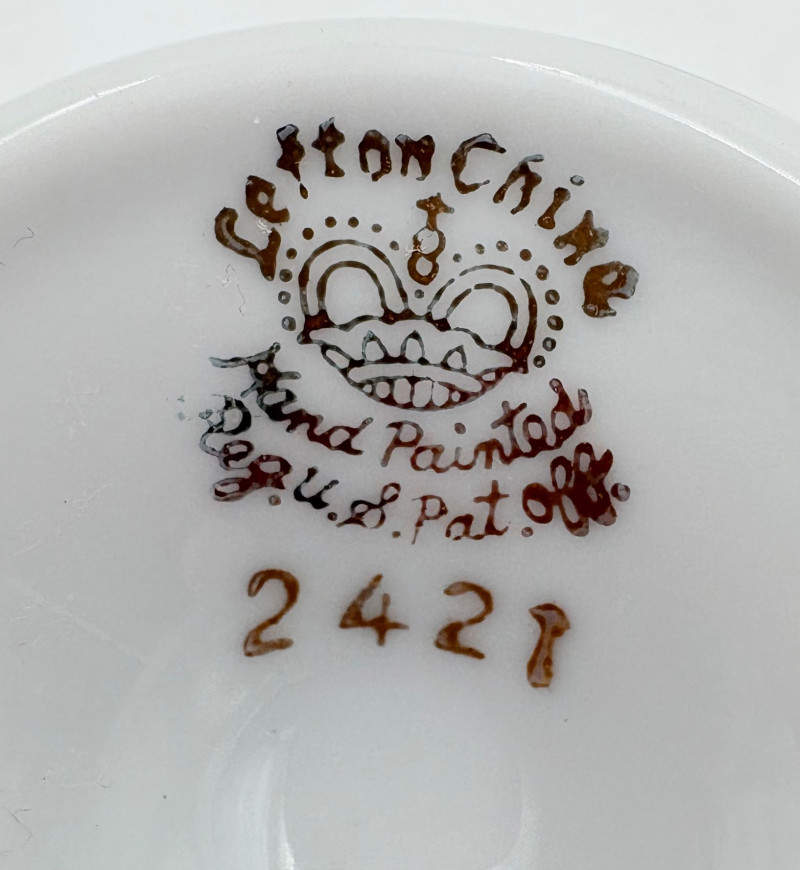 Lefton China
Hand Painted
Reg. U.S. Pat. Off.
2421